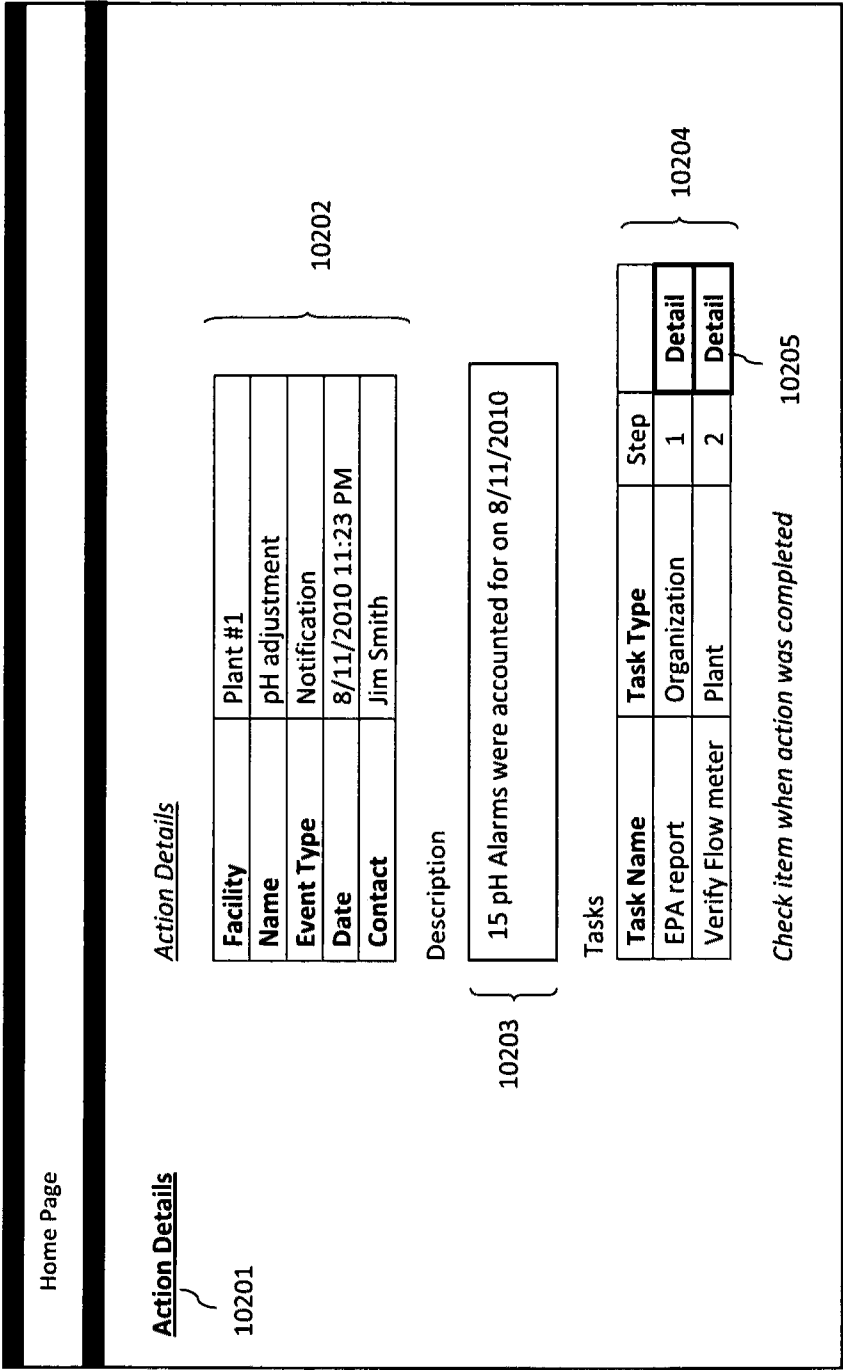 Home Page
Action Details
10201
Action Details
Facility Plant #1
Name pH adjustment
Event Type Notification
Date 8/11/2010 11:23 PM
Contact Jim Smith
10202
Description
15 pH Alarms were accounted for on 8/11/2010
10203
Tasks
Task Name Task Type Step
EPA report Organization 1 Detail
Verify Flow meter Plant 2 Detail
10204
10205
Check item when action was completed